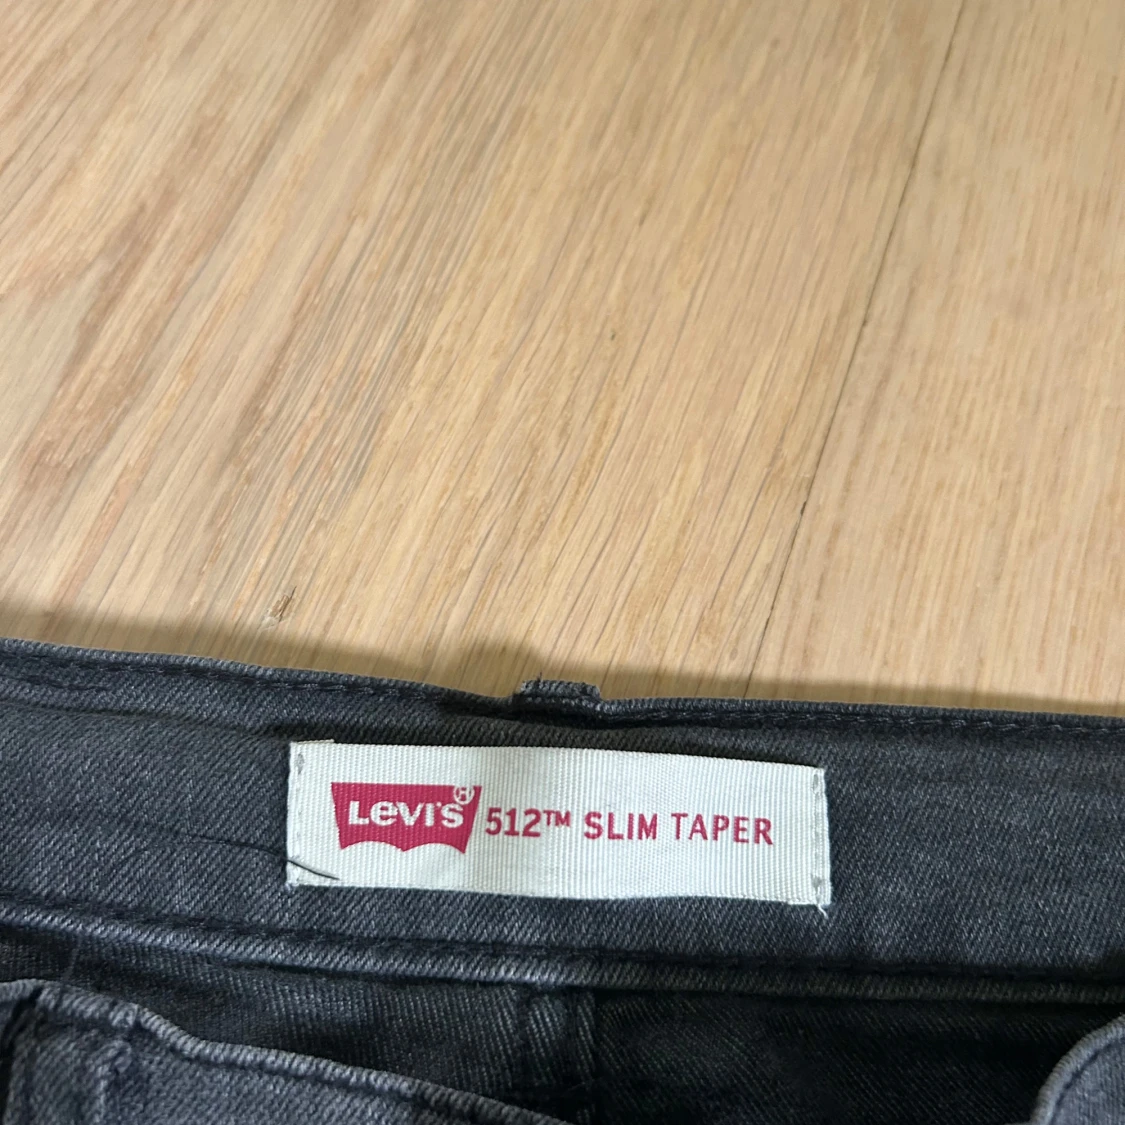 LEVI'S® 512™ SLIM TAPER